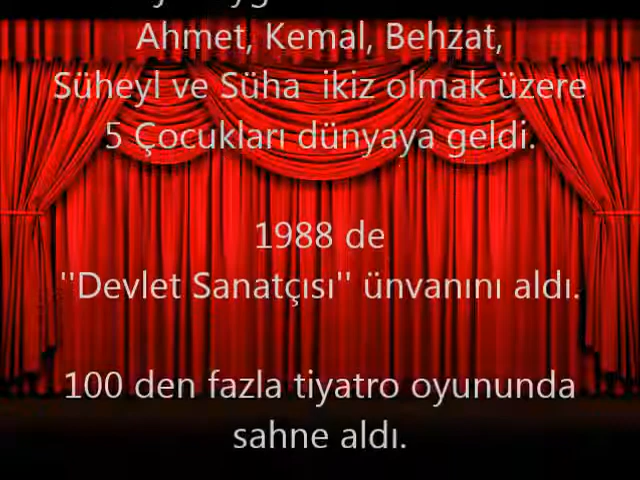 Ahmet, Kemal, Behzat,
Süheyl ve Süha ikiz olmak üzere
5 Çocukları dünyaya geldi.
1988 de
''Devlet Sanatçısı'' ünvanını aldı.
100 den fazla tiyatro oyununda
sahne aldı.